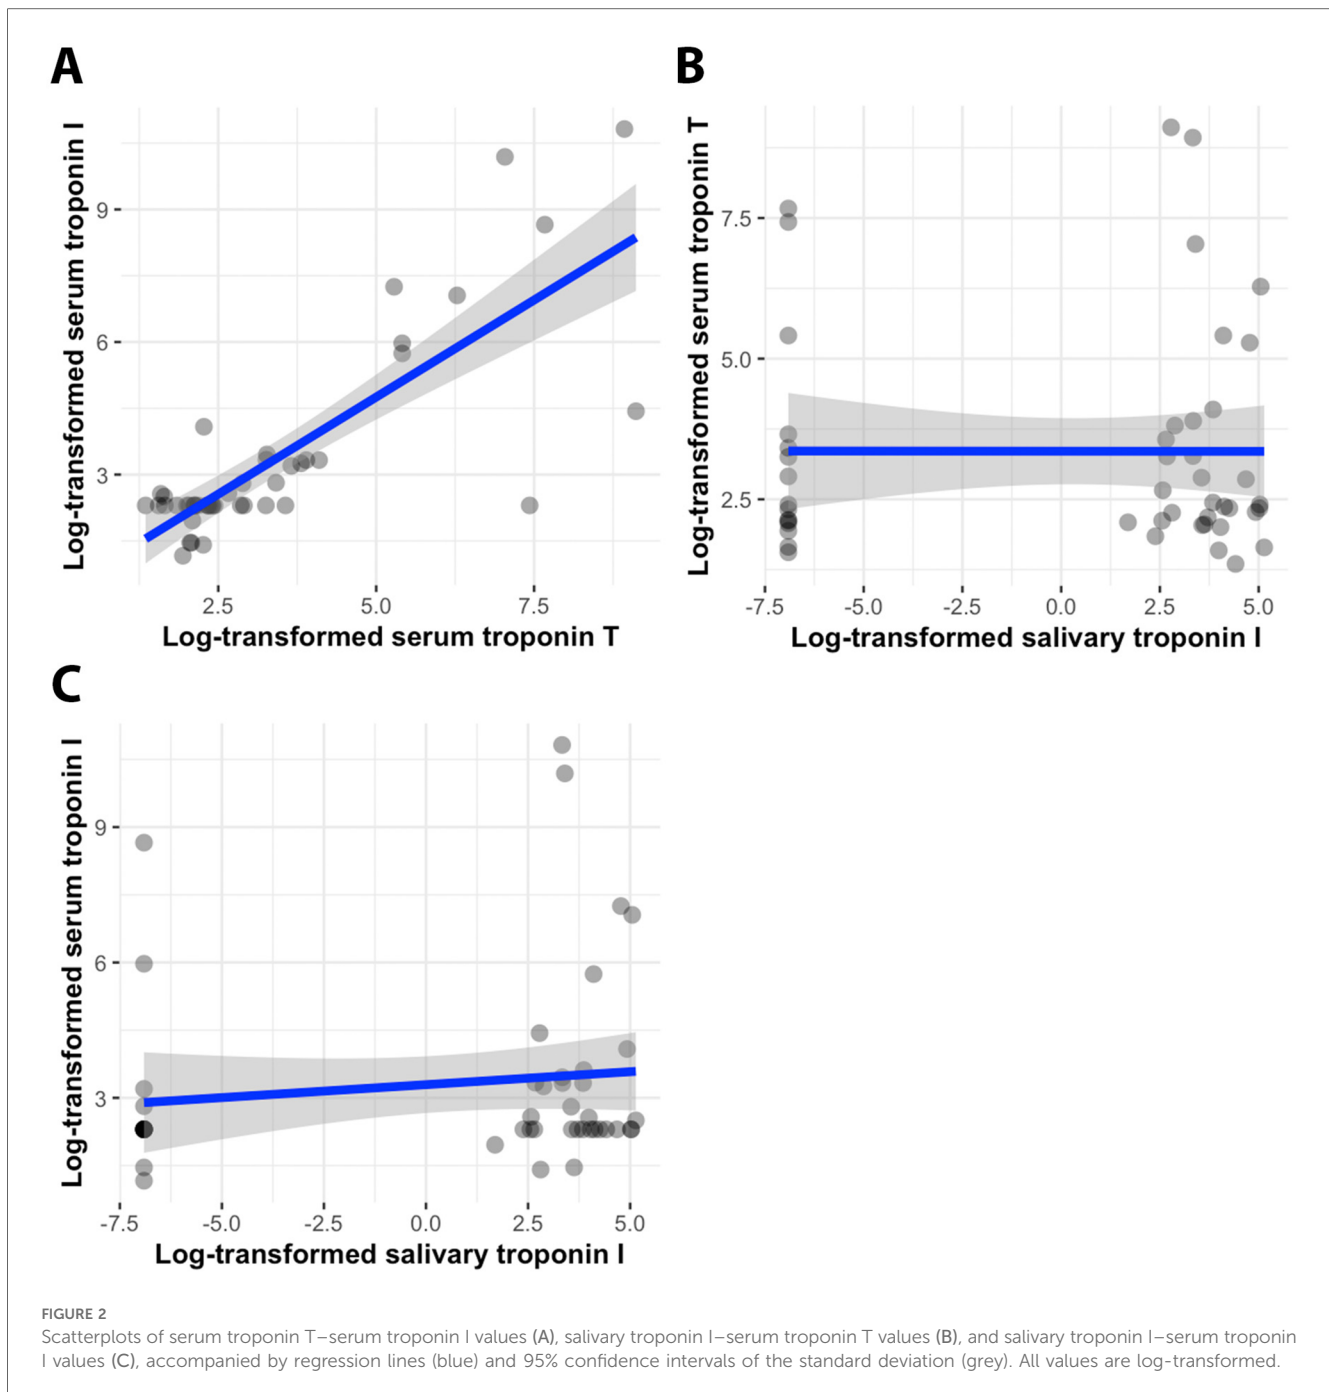 A
B
Log-transformed serum troponin I
9
6
3
2.5 5.0 7.5
Log-transformed serum troponin T
Log-transformed serum troponin T
7.5
5.0
2.5
-7.5 -5.0 -2.5 0.0 2.5 5.0
Log-transformed salivary troponin I
C
Log-transformed serum troponin I
9
6
3
-7.5 -5.0 -2.5 0.0 2.5 5.0
Log-transformed salivary troponin I
FIGURE 2
Scatterplots of serum troponin T–serum troponin I values (A), salivary troponin I–serum troponin T values (B), and salivary troponin I–serum troponin
I values (C), accompanied by regression lines (blue) and 95% confidence intervals of the standard deviation (grey). All values are log-transformed.